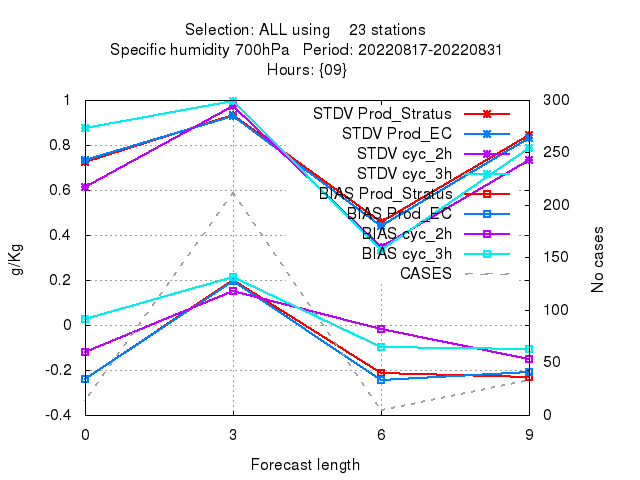 Selection: ALL using    23 stations
Specific humidity 700hPa   Period: 20220817-20220831
Hours: {09}
STDV Prod_Stratus
STDV Prod_EC
STDV cyc_2h
STDV cyc_3h
BIAS Prod_Stratus
BIAS Prod_EC
BIAS cyc_2h
BIAS cyc_3h
CASES
1
0.8
0.6
0.4
0.2
0
-0.2
-0.4
g/Kg
300
250
200
150
100
50
0
No cases
0 3 6 9
Forecast length